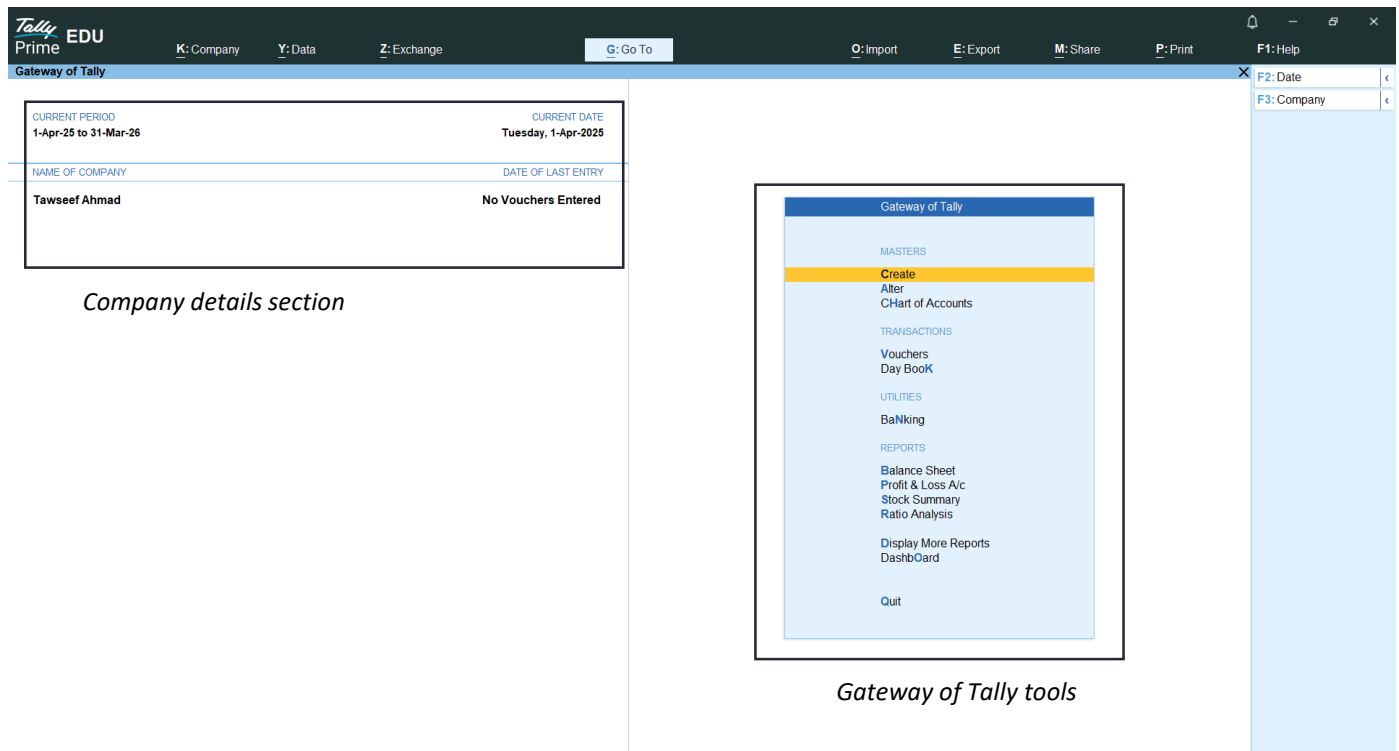 Tally
Prime EDU
K: Company Y: Data Z: Exchange G: Go To O: Import E: Export M: Share P: Print F1: Help
Gateway of Tally
F2: Date
F3: Company
CURRENT PERIOD CURRENT DATE
1-Apr-25 to 31-Mar-26 Tuesday, 1-Apr-2025
NAME OF COMPANY DATE OF LAST ENTRY
Tawseef Ahmad No Vouchers Entered
Company details section
Gateway of Tally
MASTERS
Create
Alter
CHart of Accounts
TRANSACTIONS
Vouchers
Day BooK
UTILITIES
BaNking
REPORTS
Balance Sheet
Profit & Loss A/c
Stock Summary
Ratio Analysis
Display More Reports
DashbOard
Quit
Gateway of Tally tools